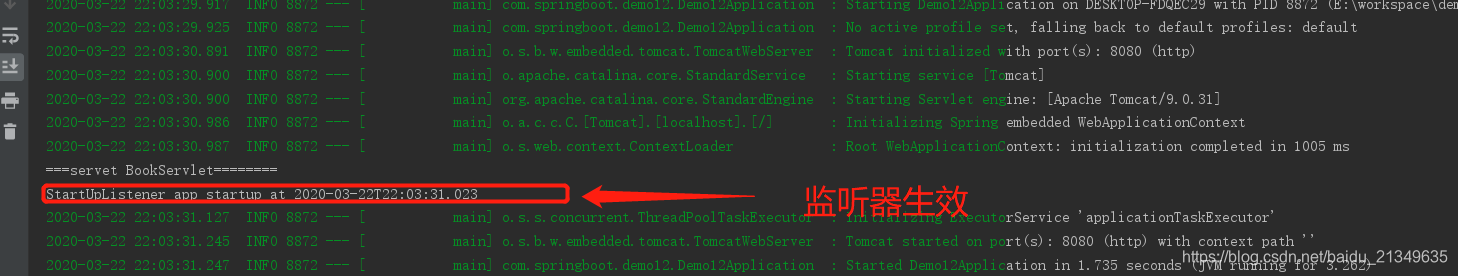 2020-03-22 22:03:29.917  INFO 8872 --- [           main] com.springboot.demo12.Demo12Application  : Starting Demo12Application on DESKTOP-FDQEC29 with PID 8872 (E:\workspace\dem
2020-03-22 22:03:29.925  INFO 8872 --- [           main] com.springboot.demo12.Demo12Application  : No active profile set, falling back to default profiles: default
2020-03-22 22:03:30.891  INFO 8872 --- [           main] o.s.b.w.embedded.tomcat.TomcatWebServer  : Tomcat initialized with port(s): 8080 (http)
2020-03-22 22:03:30.900  INFO 8872 --- [           main] o.apache.catalina.core.StandardService   : Starting service [Tomcat]
2020-03-22 22:03:30.900  INFO 8872 --- [           main] org.apache.catalina.core.StandardEngine  : Starting Servlet engine: [Apache Tomcat/9.0.31]
2020-03-22 22:03:30.986  INFO 8872 --- [           main] o.a.c.c.C.[Tomcat].[localhost].[/]       : Initializing Spring embedded WebApplicationContext
2020-03-22 22:03:30.987  INFO 8872 --- [           main] o.s.web.context.ContextLoader            : Root WebApplicationContext: initialization completed in 1005 ms
===servet BookServlet========
StartUpListener app startup at 2020-03-22T22:03:31.023
监听器生效
2020-03-22 22:03:31.127  INFO 8872 --- [           main] o.s.s.concurrent.ThreadPoolTaskExecutor  : Initializing ExecutorService 'applicationTaskExecutor'
2020-03-22 22:03:31.245  INFO 8872 --- [           main] o.s.b.w.embedded.tomcat.TomcatWebServer  : Tomcat started on port(s): 8080 (http) with context path ''
2020-03-22 22:03:31.247  INFO 8872 --- [           main] com.springboot.demo12.Demo12Application  : Started Demo12Application in 1.735 seconds (JVM running for 3.262)
https://blog.csdn.net/baidu_21349635